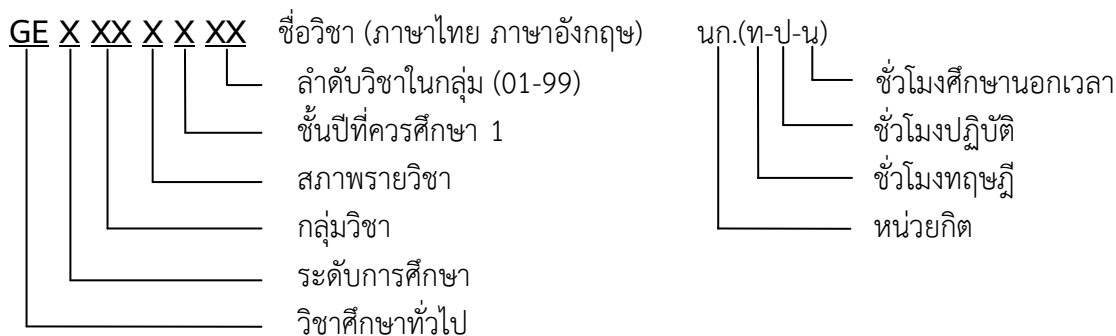 GE X XX X X XX ชื่อวิชา (ภาษาไทย ภาษาอังกฤษ) นก.(ท-ป-น)
ลำดับวิชาในกลุ่ม (01-99) ชั่วโมงศึกษานอกเวลา
ชั้นปีที่ควรศึกษา 1 ชั่วโมงปฏิบัติ
สภาพรายวิชา ชั่วโมงทฤษฎี
กลุ่มวิชา หน่วยกิต
ระดับการศึกษา
วิชาศึกษาทั่วไป